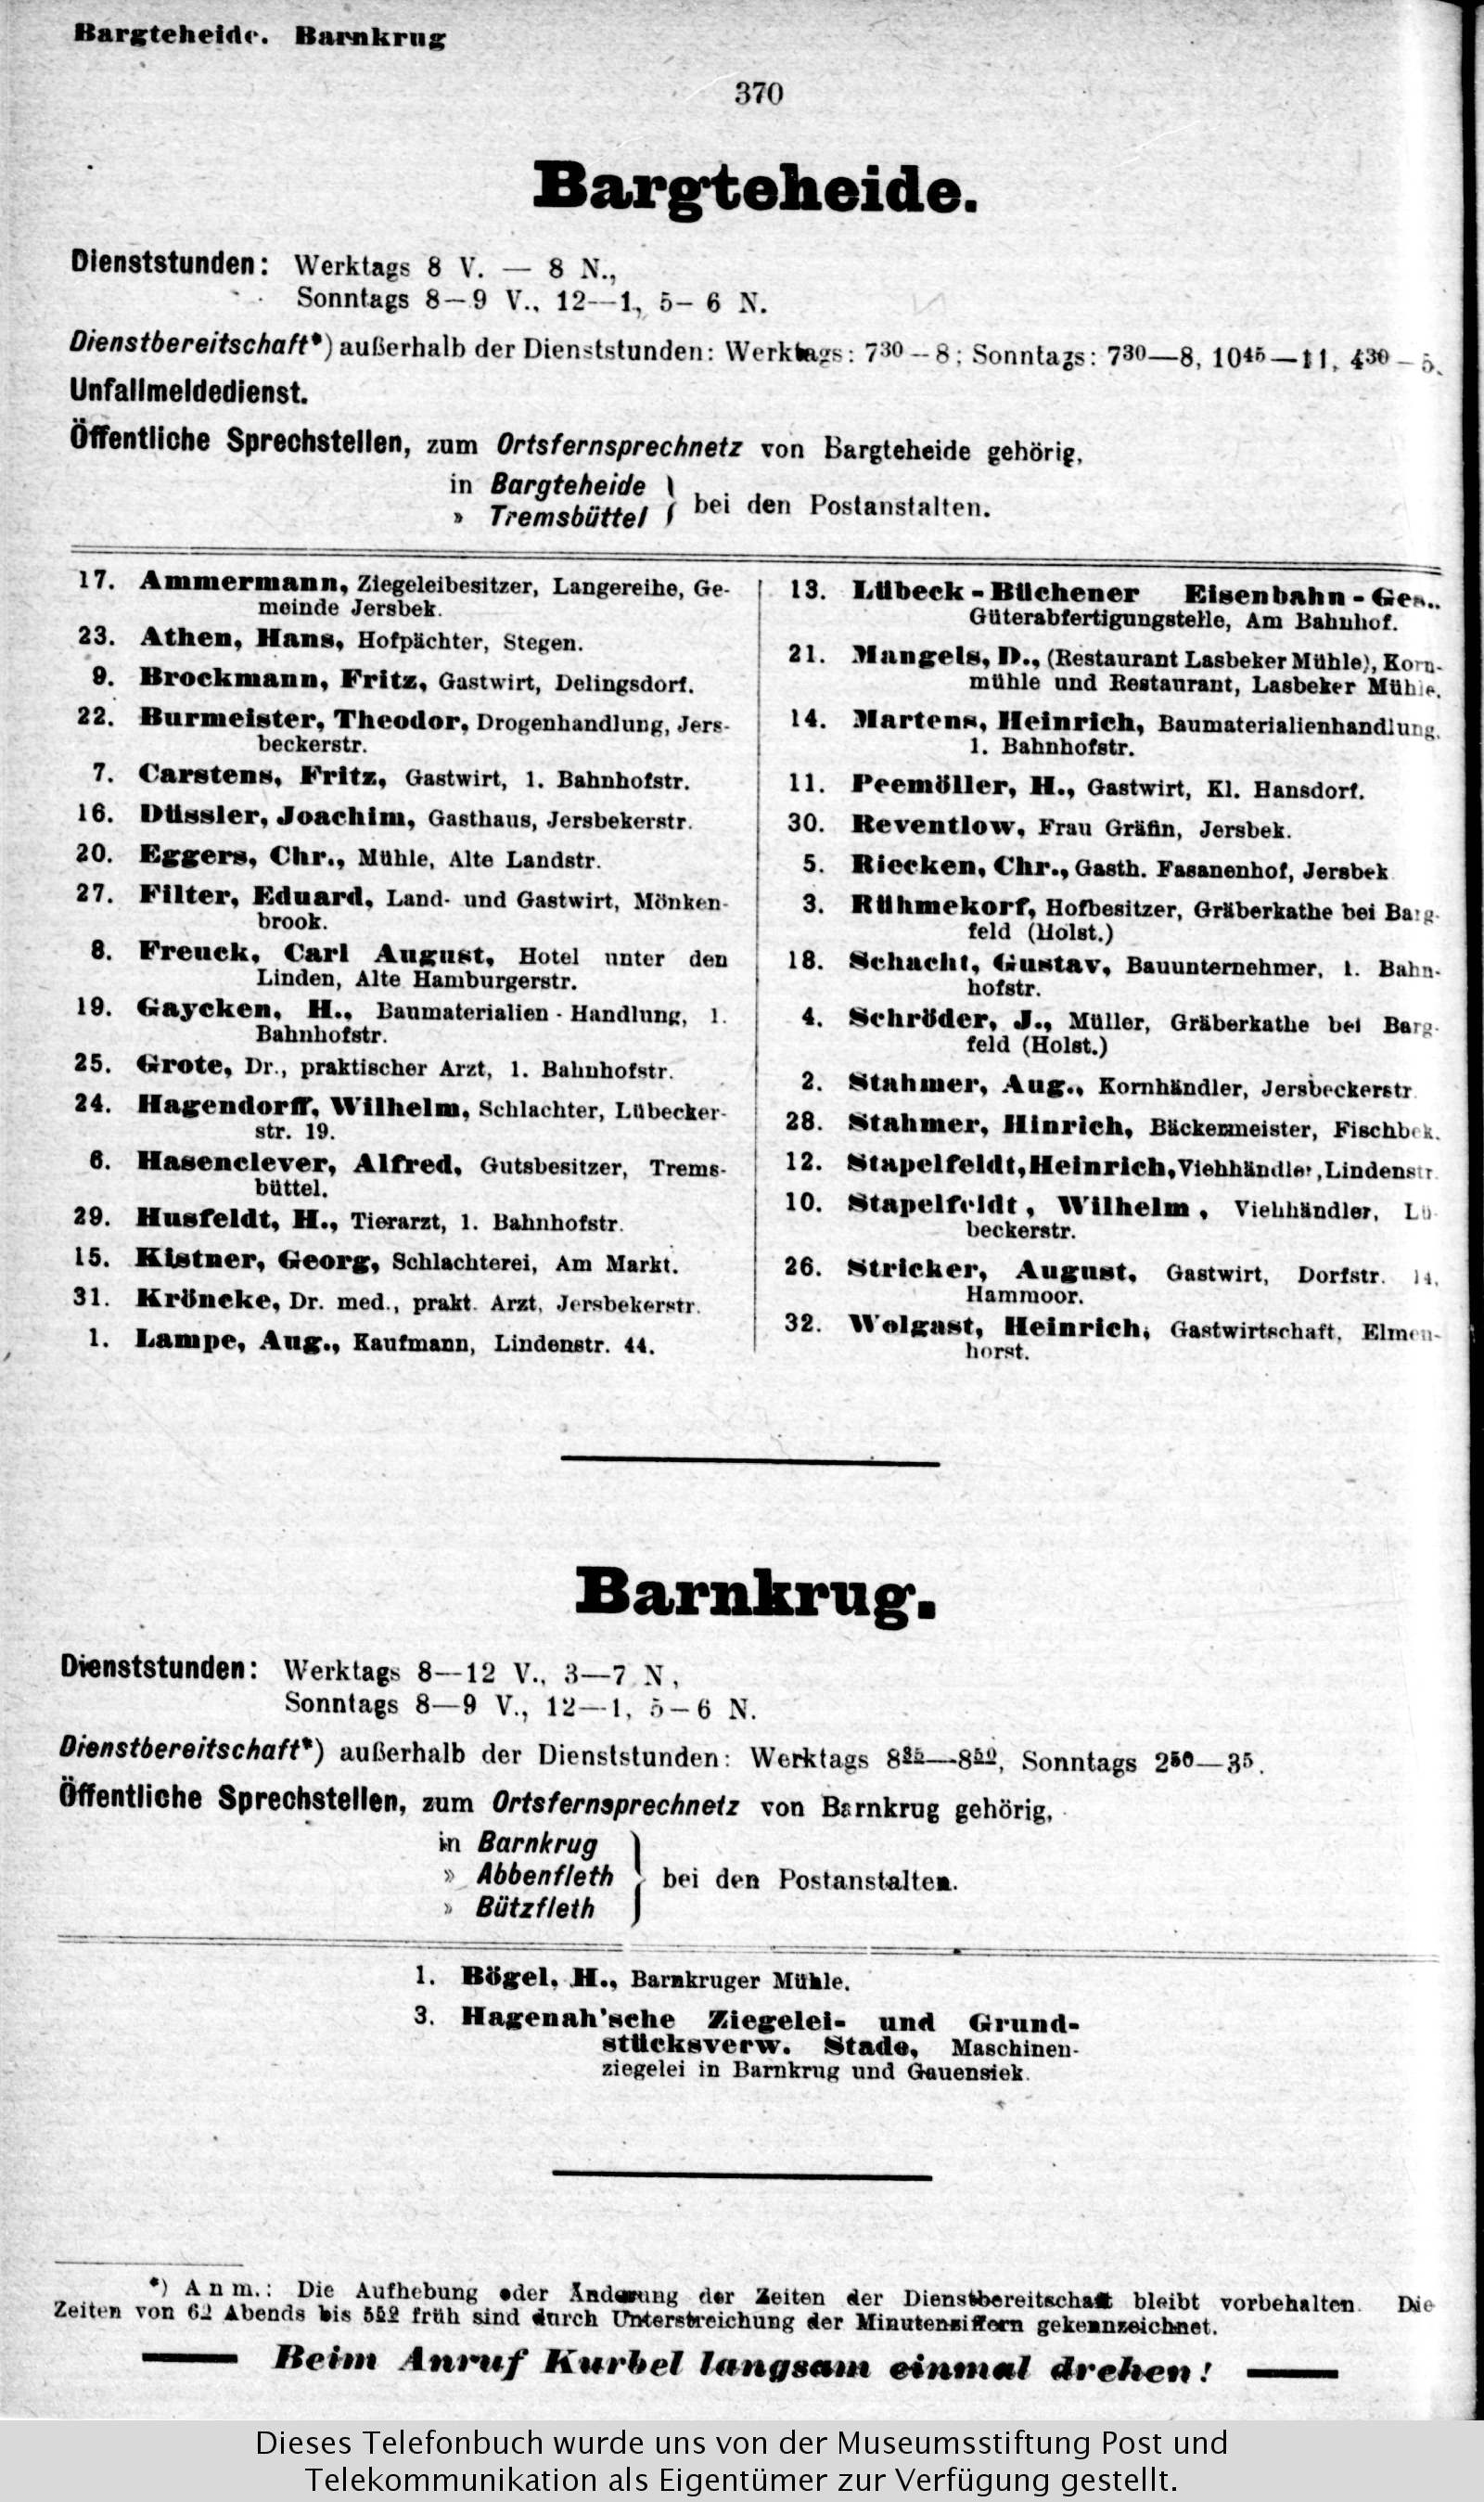 Bargteheide. Barnkrug
370
Bargteheide.
Dienststunden: Werktags 8 V. — 8 N.,
Sonntags 8—9 V., 12—1, 5— 6 N.
Dienstbereitschaft*) außerhalb der Dienststunden: Werktags: 7³⁰—8; Sonntags: 7³⁰—8, 10⁴⁵—11, 4³⁰—5.
Unfallmeldedienst.
Öffentliche Sprechstellen, zum Ortsfernsprechnetz von Bargteheide gehörig,
in Bargteheide
» Tremsbüttel } bei den Postanstalten.
17. Ammermann, Ziegeleibesitzer, Langereihe, Ge-
meinde Jersbek.
23. Athen, Hans, Hofpächter, Stegen.
9. Brockmann, Fritz, Gastwirt, Delingsdorf.
22. Burmeister, Theodor, Drogenhandlung, Jers-
beckerstr.
7. Carstens, Fritz, Gastwirt, 1. Bahnhofstr.
16. Düssler, Joachim, Gasthaus, Jersbekerstr.
20. Eggers, Chr., Mühle, Alte Landstr.
27. Filter, Eduard, Land- und Gastwirt, Mönken-
brook.
8. Freuck, Carl August, Hotel unter den
Linden, Alte Hamburgerstr.
19. Gaycken, H., Baumaterialien - Handlung, 1.
Bahnhofstr.
25. Grote, Dr., praktischer Arzt, 1. Bahnhofstr.
24. Hagendorff, Wilhelm, Schlachter, Lübecker-
str. 19.
6. Hasenclever, Alfred, Gutsbesitzer, Trems-
büttel.
29. Husfeldt, H., Tierarzt, 1. Bahnhofstr.
15. Kistner, Georg, Schlachterei, Am Markt.
31. Kröncke, Dr. med., prakt. Arzt, Jersbekerstr.
1. Lampe, Aug., Kaufmann, Lindenstr. 44.
13. Lübeck - Büchener Eisenbahn - Ges.,
Güterabfertigungstelle, Am Bahnhof.
21. Mangels, D., (Restaurant Lasbeker Mühle), Korn-
mühle und Restaurant, Lasbeker Mühle.
14. Martens, Heinrich, Baumaterialienhandlung,
1. Bahnhofstr.
11. Peemöller, H., Gastwirt, Kl. Hansdorf.
30. Reventlow, Frau Gräfin, Jersbek.
5. Riecken, Chr., Gasth. Fasanenhof, Jersbek
3. Rühmekorf, Hofbesitzer, Gräberkathe bei Barg-
feld (Holst.)
18. Schacht, Gustav, Bauunternehmer, 1. Bahn-
hofstr.
4. Schröder, J., Müller, Gräberkathe bei Barg-
feld (Holst.)
2. Stahmer, Aug., Kornhändler, Jersbeckerstr.
28. Stahmer, Hinrich, Bäckermeister, Fischbek.
12. Stapelfeldt, Heinrich, Viehhändler, Lindenstr.
10. Stapelfeldt, Wilhelm, Viehhändler, Lü-
beckerstr.
26. Stricker, August, Gastwirt, Dorfstr. 14,
Hammoor.
32. Wolgast, Heinrich, Gastwirtschaft, Elmen-
horst.
Barnkrug.
Dienststunden: Werktags 8—12 V., 3—7 N,
Sonntags 8—9 V., 12—1, 5—6 N.
Dienstbereitschaft*) außerhalb der Dienststunden: Werktags Sonntags 2⁵⁰—3⁵.
Öffentliche Sprechstellen, zum Ortsfernsprechnetz von Barnkrug gehörig,
in Barnkrug
» Abbenfleth } bei den Postanstalten.
» Bützfleth
1. Bögel, H., Barnkruger Mühle.
3. Hagenah'sche Ziegelei- und Grund-
stücksverw. Stade, Maschinen-
ziegelei in Barnkrug und Gauensiek.
*) Anm.: Die Aufhebung oder Änderung der Zeiten der Dienstbereitschaft bleibt vorbehalten. Die
Zeiten von Abends bis früh sind durch Unterstreichung der Minutenziffern gekennzeichnet.
Beim Anruf Kurbel langsam einmal drehen!
Dieses Telefonbuch wurde uns von der Museumsstiftung Post und
Telekommunikation als Eigentümer zur Verfügung gestellt.